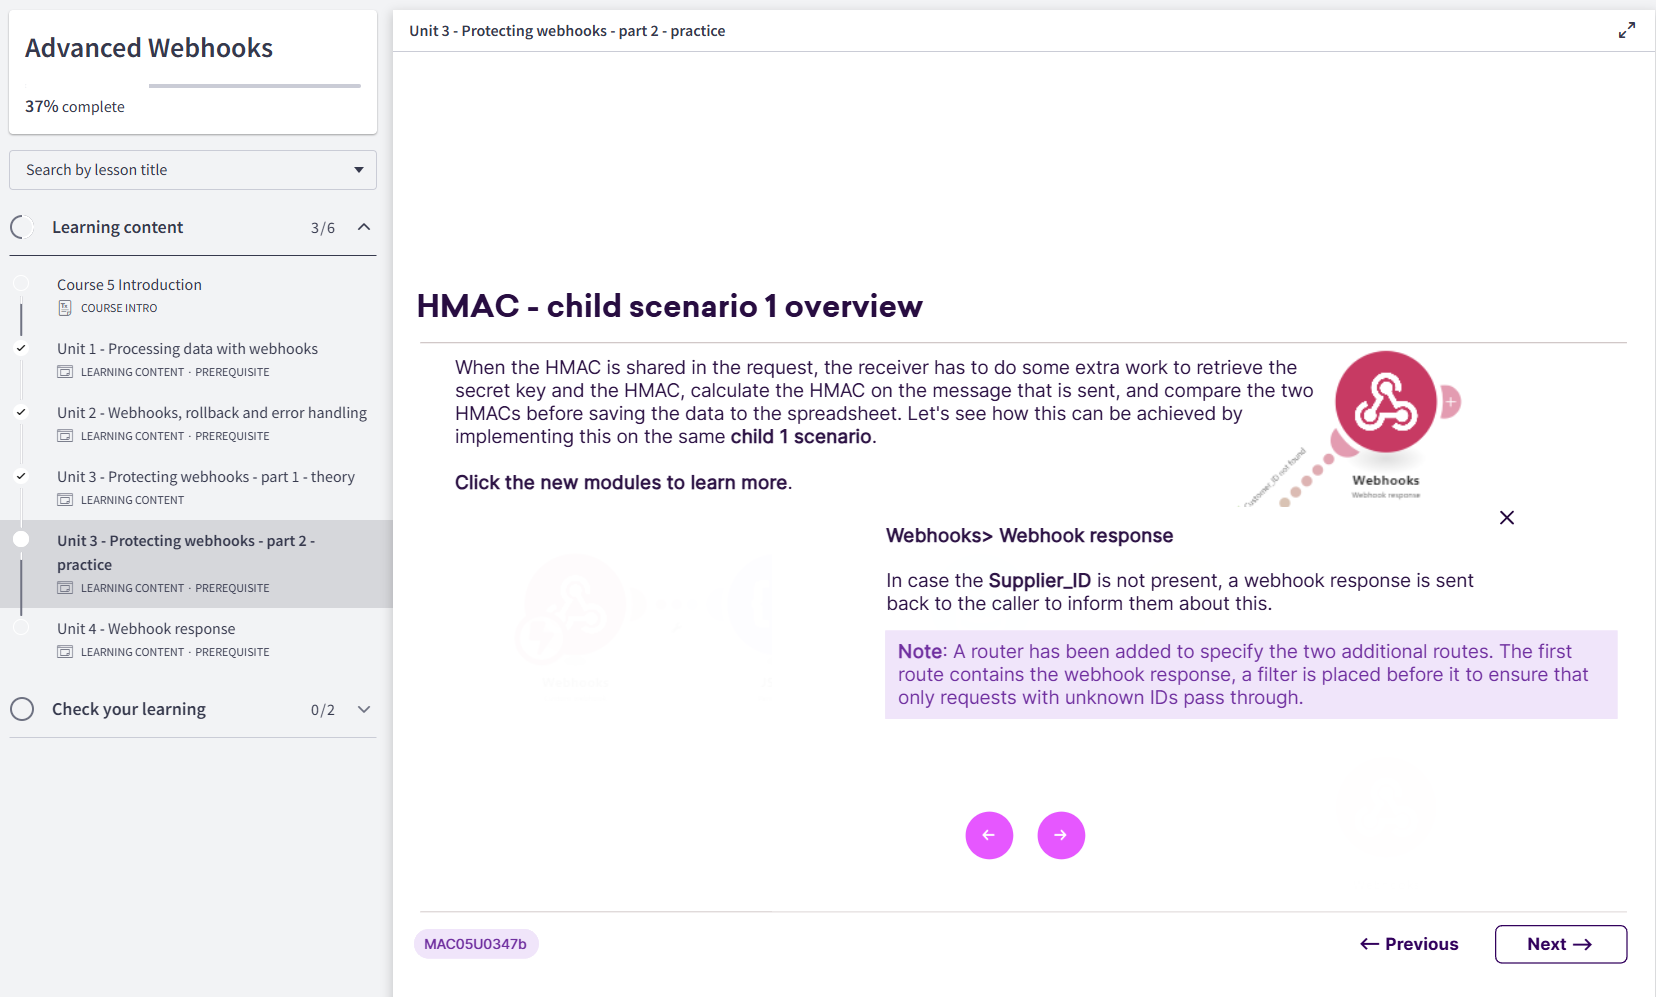 Advanced Webhooks
37% complete
Search by lesson title
Learning content 3/6
Course 5 Introduction
COURSE INTRO
Unit 1 - Processing data with webhooks
LEARNING CONTENT · PREREQUISITE
Unit 2 - Webhooks, rollback and error handling
LEARNING CONTENT · PREREQUISITE
Unit 3 - Protecting webhooks - part 1 - theory
LEARNING CONTENT
Unit 3 - Protecting webhooks - part 2 -
practice
LEARNING CONTENT · PREREQUISITE
Unit 4 - Webhook response
LEARNING CONTENT · PREREQUISITE
Check your learning 0/2
Unit 3 - Protecting webhooks - part 2 - practice
HMAC - child scenario 1 overview
When the HMAC is shared in the request, the receiver has to do some extra work to retrieve the
secret key and the HMAC, calculate the HMAC on the message that is sent, and compare the two
HMACs before saving the data to the spreadsheet. Let's see how this can be achieved by
implementing this on the same child 1 scenario.
Click the new modules to learn more.
Customer_ID not found
Webhooks
Webhook response
Webhooks> Webhook response
In case the Supplier_ID is not present, a webhook response is sent
back to the caller to inform them about this.
Note: A router has been added to specify the two additional routes. The first
route contains the webhook response, a filter is placed before it to ensure that
only requests with unknown IDs pass through.
MAC05U0347b
← Previous
Next →